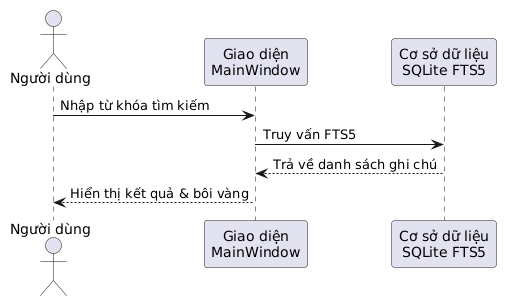 Người dùng
Giao diện
MainWindow
Cơ sở dữ liệu
SQLite FTS5
Nhập từ khóa tìm kiếm
Truy vấn FTS5
Trả về danh sách ghi chú
Hiển thị kết quả & bôi vàng
Người dùng
Giao diện
MainWindow
Cơ sở dữ liệu
SQLite FTS5